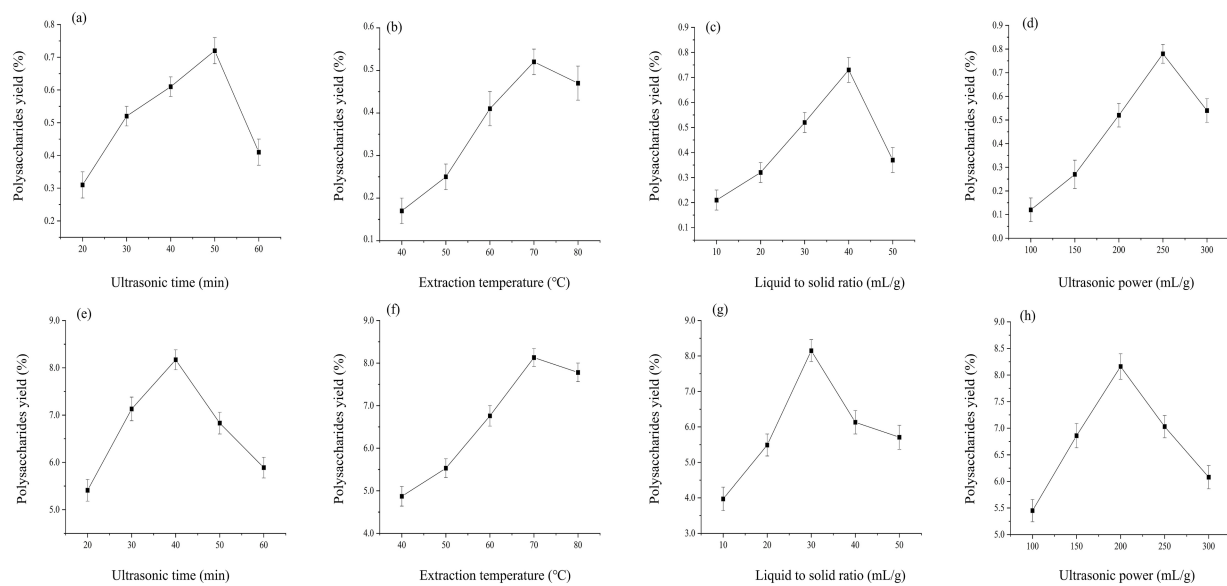 (a)
Polysaccharides yield (%)
0.8
0.7
0.6
0.5
0.4
0.3
0.2
20 30 40 50 60
Ultrasonic time (min)
(b)
Polysaccharides yield (%)
0.6
0.5
0.4
0.3
0.2
0.1
40 50 60 70 80
Extraction temperature (℃)
(c)
Polysaccharides yield (%)
0.9
0.8
0.7
0.6
0.5
0.4
0.3
0.2
0.1
10 20 30 40 50
Liquid to solid ratio (mL/g)
(d)
Polysaccharides yield (%)
0.9
0.8
0.7
0.6
0.5
0.4
0.3
0.2
0.1
0.0
100 150 200 250 300
Ultrasonic power (mL/g)
(e)
Polysaccharides yield (%)
9.0
8.0
7.0
6.0
5.0
20 30 40 50 60
Ultrasonic time (min)
(f)
Polysaccharides yield (%)
9.0
8.0
7.0
6.0
5.0
4.0
40 50 60 70 80
Extraction temperature (℃)
(g)
Polysaccharides yield (%)
9.0
8.0
7.0
6.0
5.0
4.0
3.0
10 20 30 40 50
Liquid to solid ratio (mL/g)
(h)
Polysaccharides yield (%)
9.0
8.5
8.0
7.5
7.0
6.5
6.0
5.5
5.0
100 150 200 250 300
Ultrasonic power (mL/g)